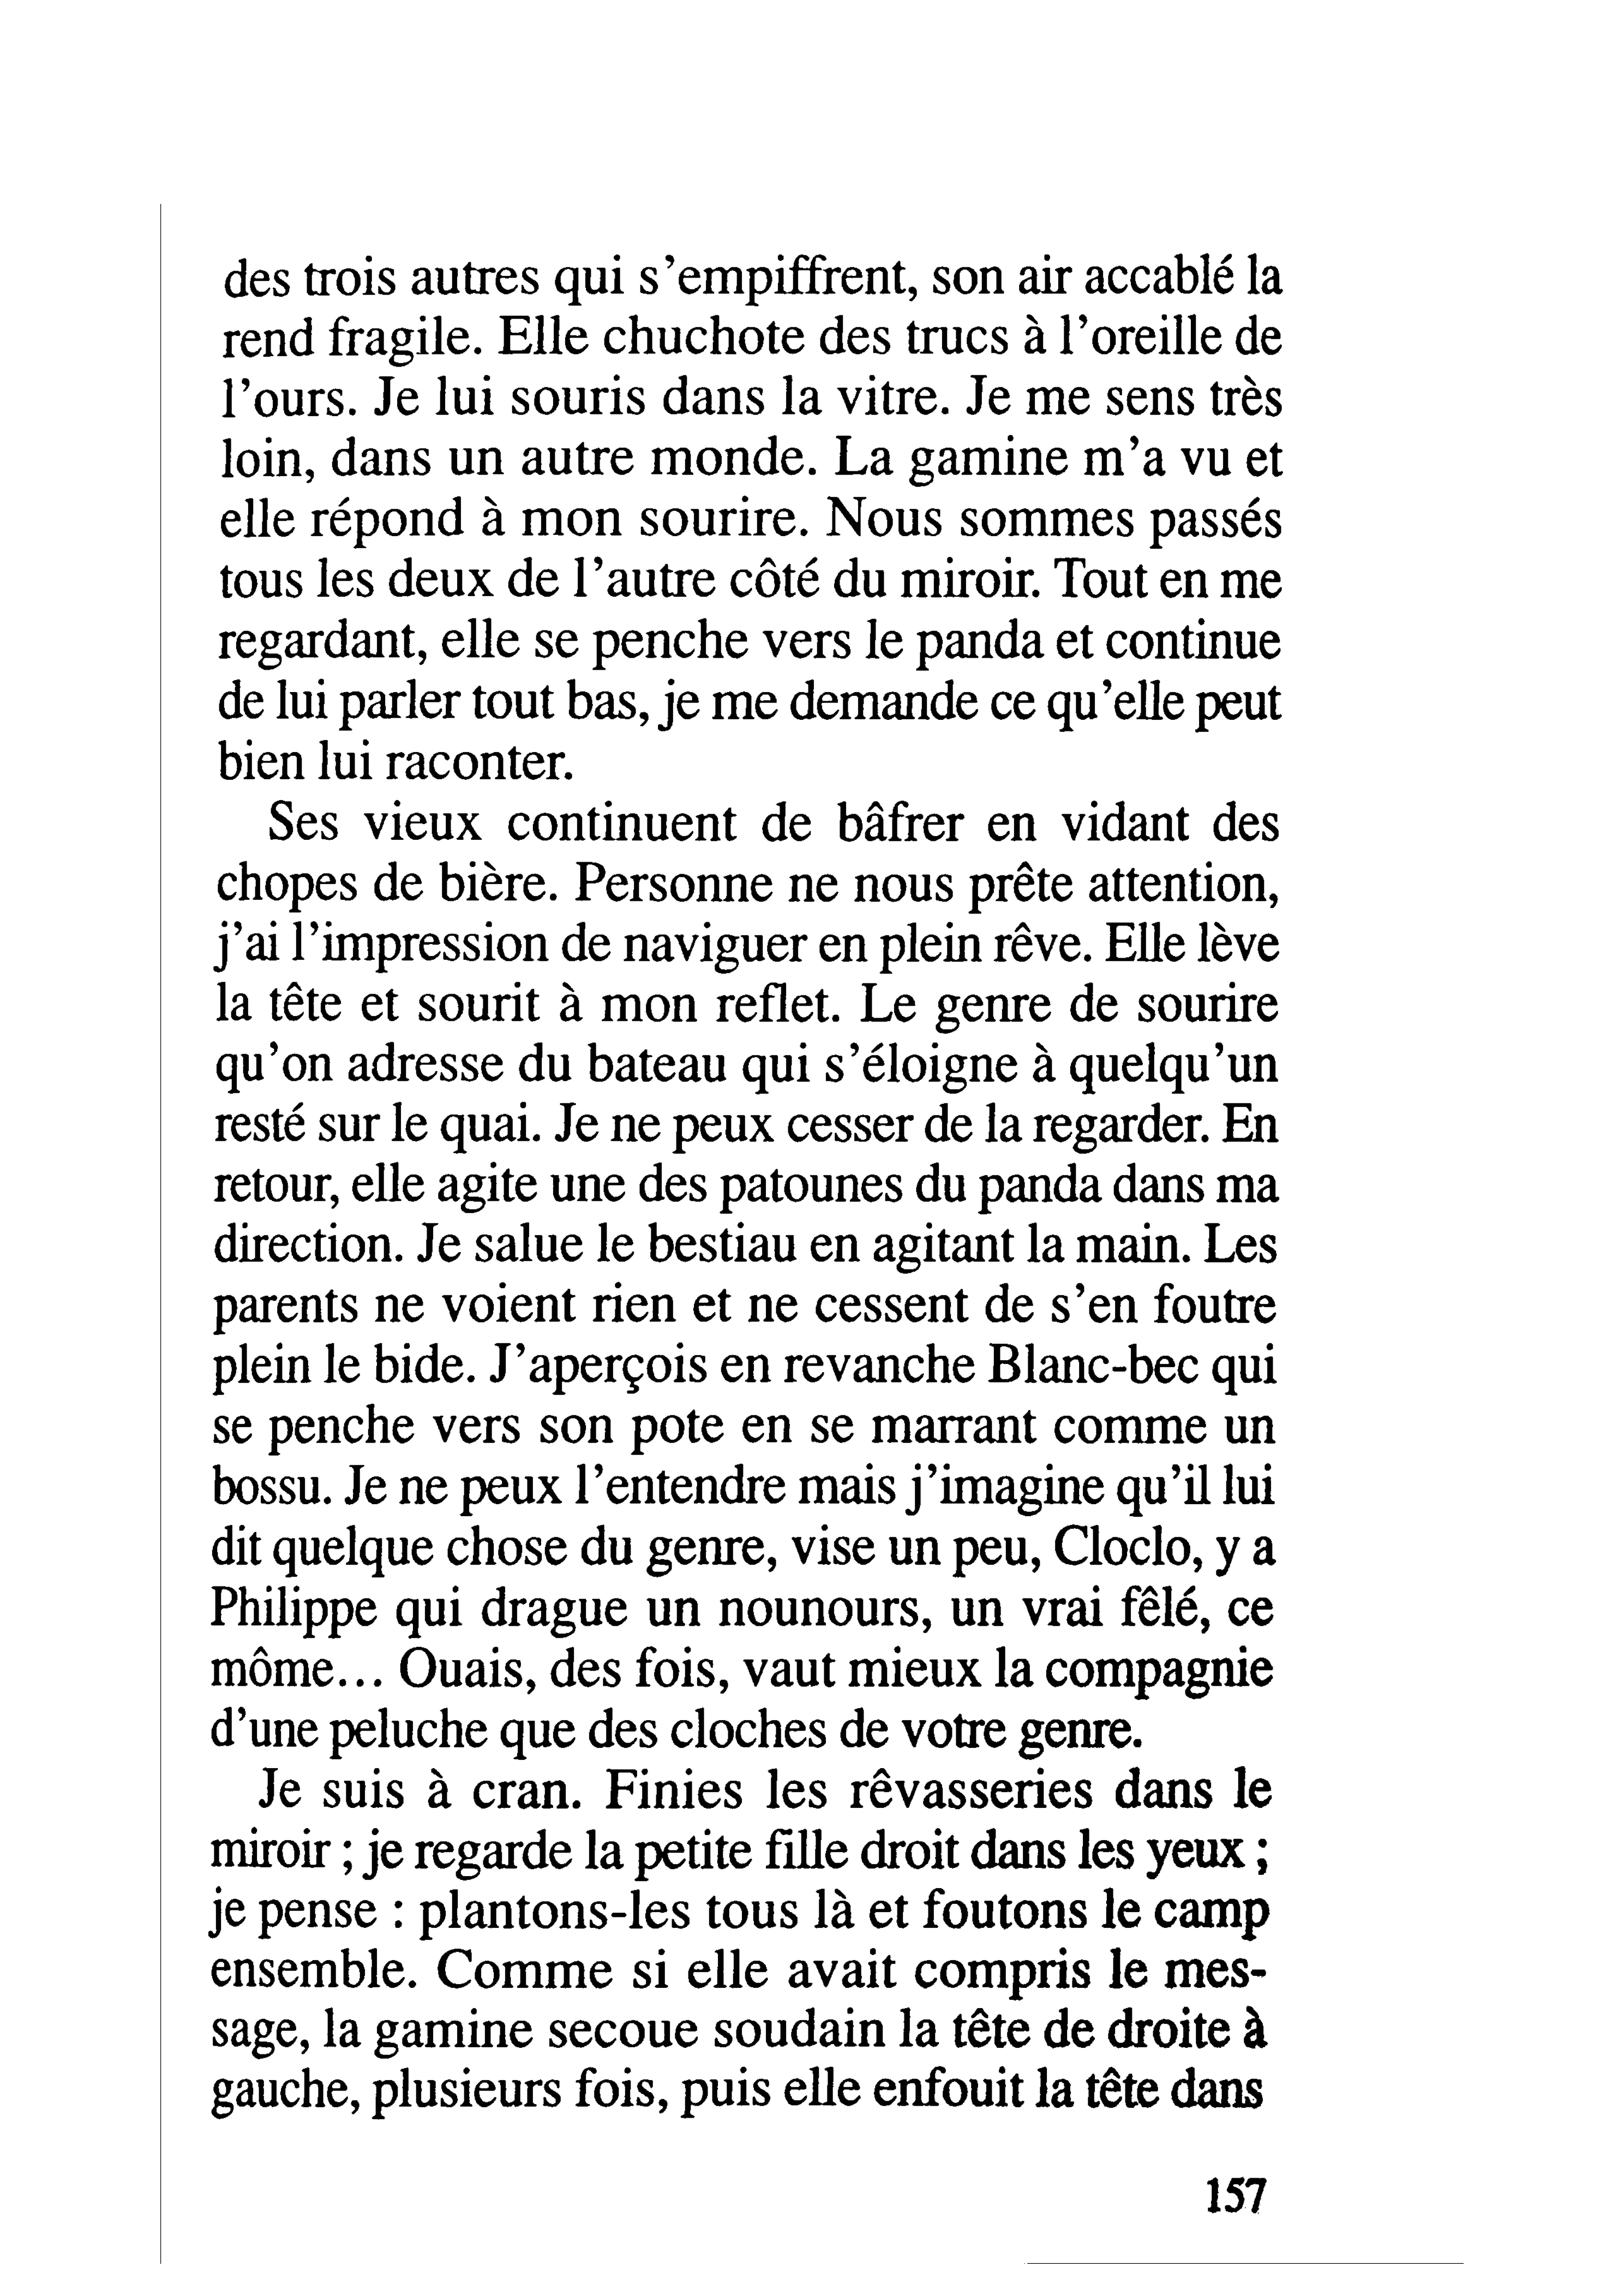 des trois autres qui s'empiffrent, son air accablé la
rend fragile. Elle chuchote des trucs à l'oreille de
l'ours. Je lui souris dans la vitre. Je me sens très
loin, dans un autre monde. La gamine m'a vu et
elle répond à mon sourire. Nous sommes passés
tous les deux de l'autre côté du miroir. Tout en me
regardant, elle se penche vers le panda et continue
de lui parler tout bas, je me demande ce qu'elle peut
bien lui raconter.
Ses vieux continuent de bâfrer en vidant des
chopes de bière. Personne ne nous prête attention,
j'ai l'impression de naviguer en plein rêve. Elle lève
la tête et sourit à mon reflet. Le genre de sourire
qu'on adresse du bateau qui s'éloigne à quelqu'un
resté sur le quai. Je ne peux cesser de la regarder. En
retour, elle agite une des patounes du panda dans ma
direction. Je salue le bestiau en agitant la main. Les
parents ne voient rien et ne cessent de s'en foutre
plein le bide. J'aperçois en revanche Blanc-bec qui
se penche vers son pote en se marrant comme un
bossu. Je ne peux l'entendre mais j'imagine qu'il lui
dit quelque chose du genre, vise un peu, Cloclo, y a
Philippe qui drague un nounours, un vrai fêlé, ce
môme... Ouais, des fois, vaut mieux la compagnie
d'une peluche que des cloches de votre genre.
Je suis à cran. Finies les rêvasseries dans le
miroir ; je regarde la petite fille droit dans les yeux ;
je pense : plantons-les tous là et foutons le camp
ensemble. Comme si elle avait compris le mes-
sage, la gamine secoue soudain la tête de droite à
gauche, plusieurs fois, puis elle enfouit la tête dans
157